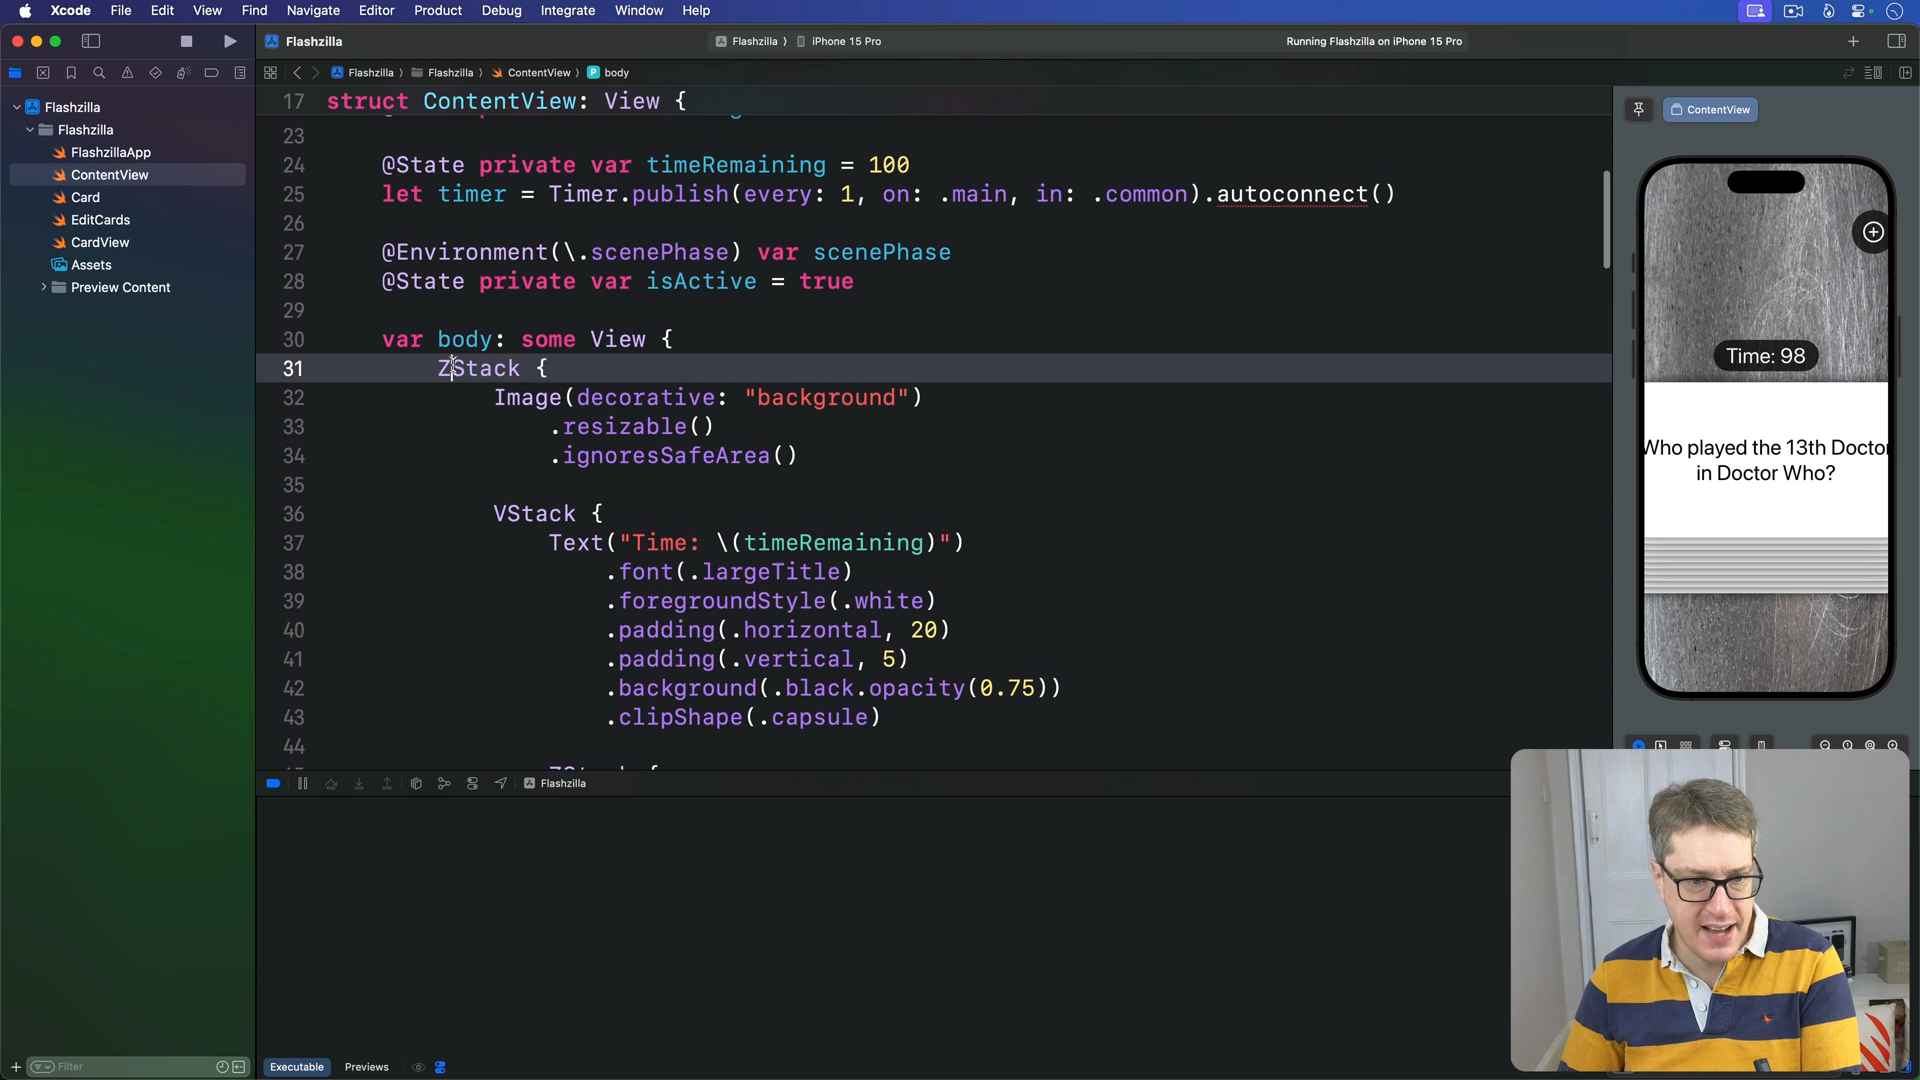 Xcode File Edit View Find Navigate Editor Product Debug Integrate Window Help
Flashzilla
Flashzilla 〉 iPhone 15 Pro
Running Flashzilla on iPhone 15 Pro
Flashzilla 〉 Flashzilla 〉 ContentView 〉 body
Flashzilla
Flashzilla
FlashzillaApp
ContentView
Card
EditCards
CardView
Assets
Preview Content
17 struct ContentView: View {
23
24 @State private var timeRemaining = 100
25 let timer = Timer.publish(every: 1, on: .main, in: .common).autoconnect()
26
27 @Environment(\.scenePhase) var scenePhase
28 @State private var isActive = true
29
30 var body: some View {
31 ZStack {
32 Image(decorative: "background")
33 .resizable()
34 .ignoresSafeArea()
35
36 VStack {
37 Text("Time: \(timeRemaining)")
38 .font(.largeTitle)
39 .foregroundStyle(.white)
40 .padding(.horizontal, 20)
41 .padding(.vertical, 5)
42 .background(.black.opacity(0.75))
43 .clipShape(.capsule)
44
ContentView
Time: 98
Who played the 13th Doctor
in Doctor Who?
Flashzilla
Filter
Executable Previews